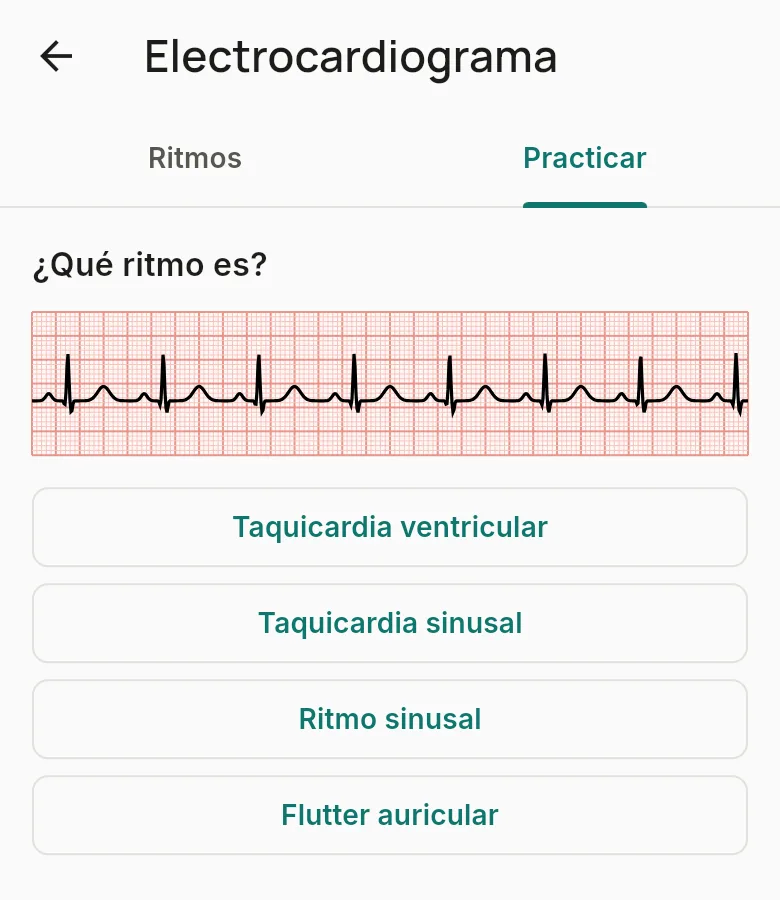 Electrocardiograma
Ritmos
Practicar
¿Qué ritmo es?
Taquicardia ventricular
Taquicardia sinusal
Ritmo sinusal
Flutter auricular